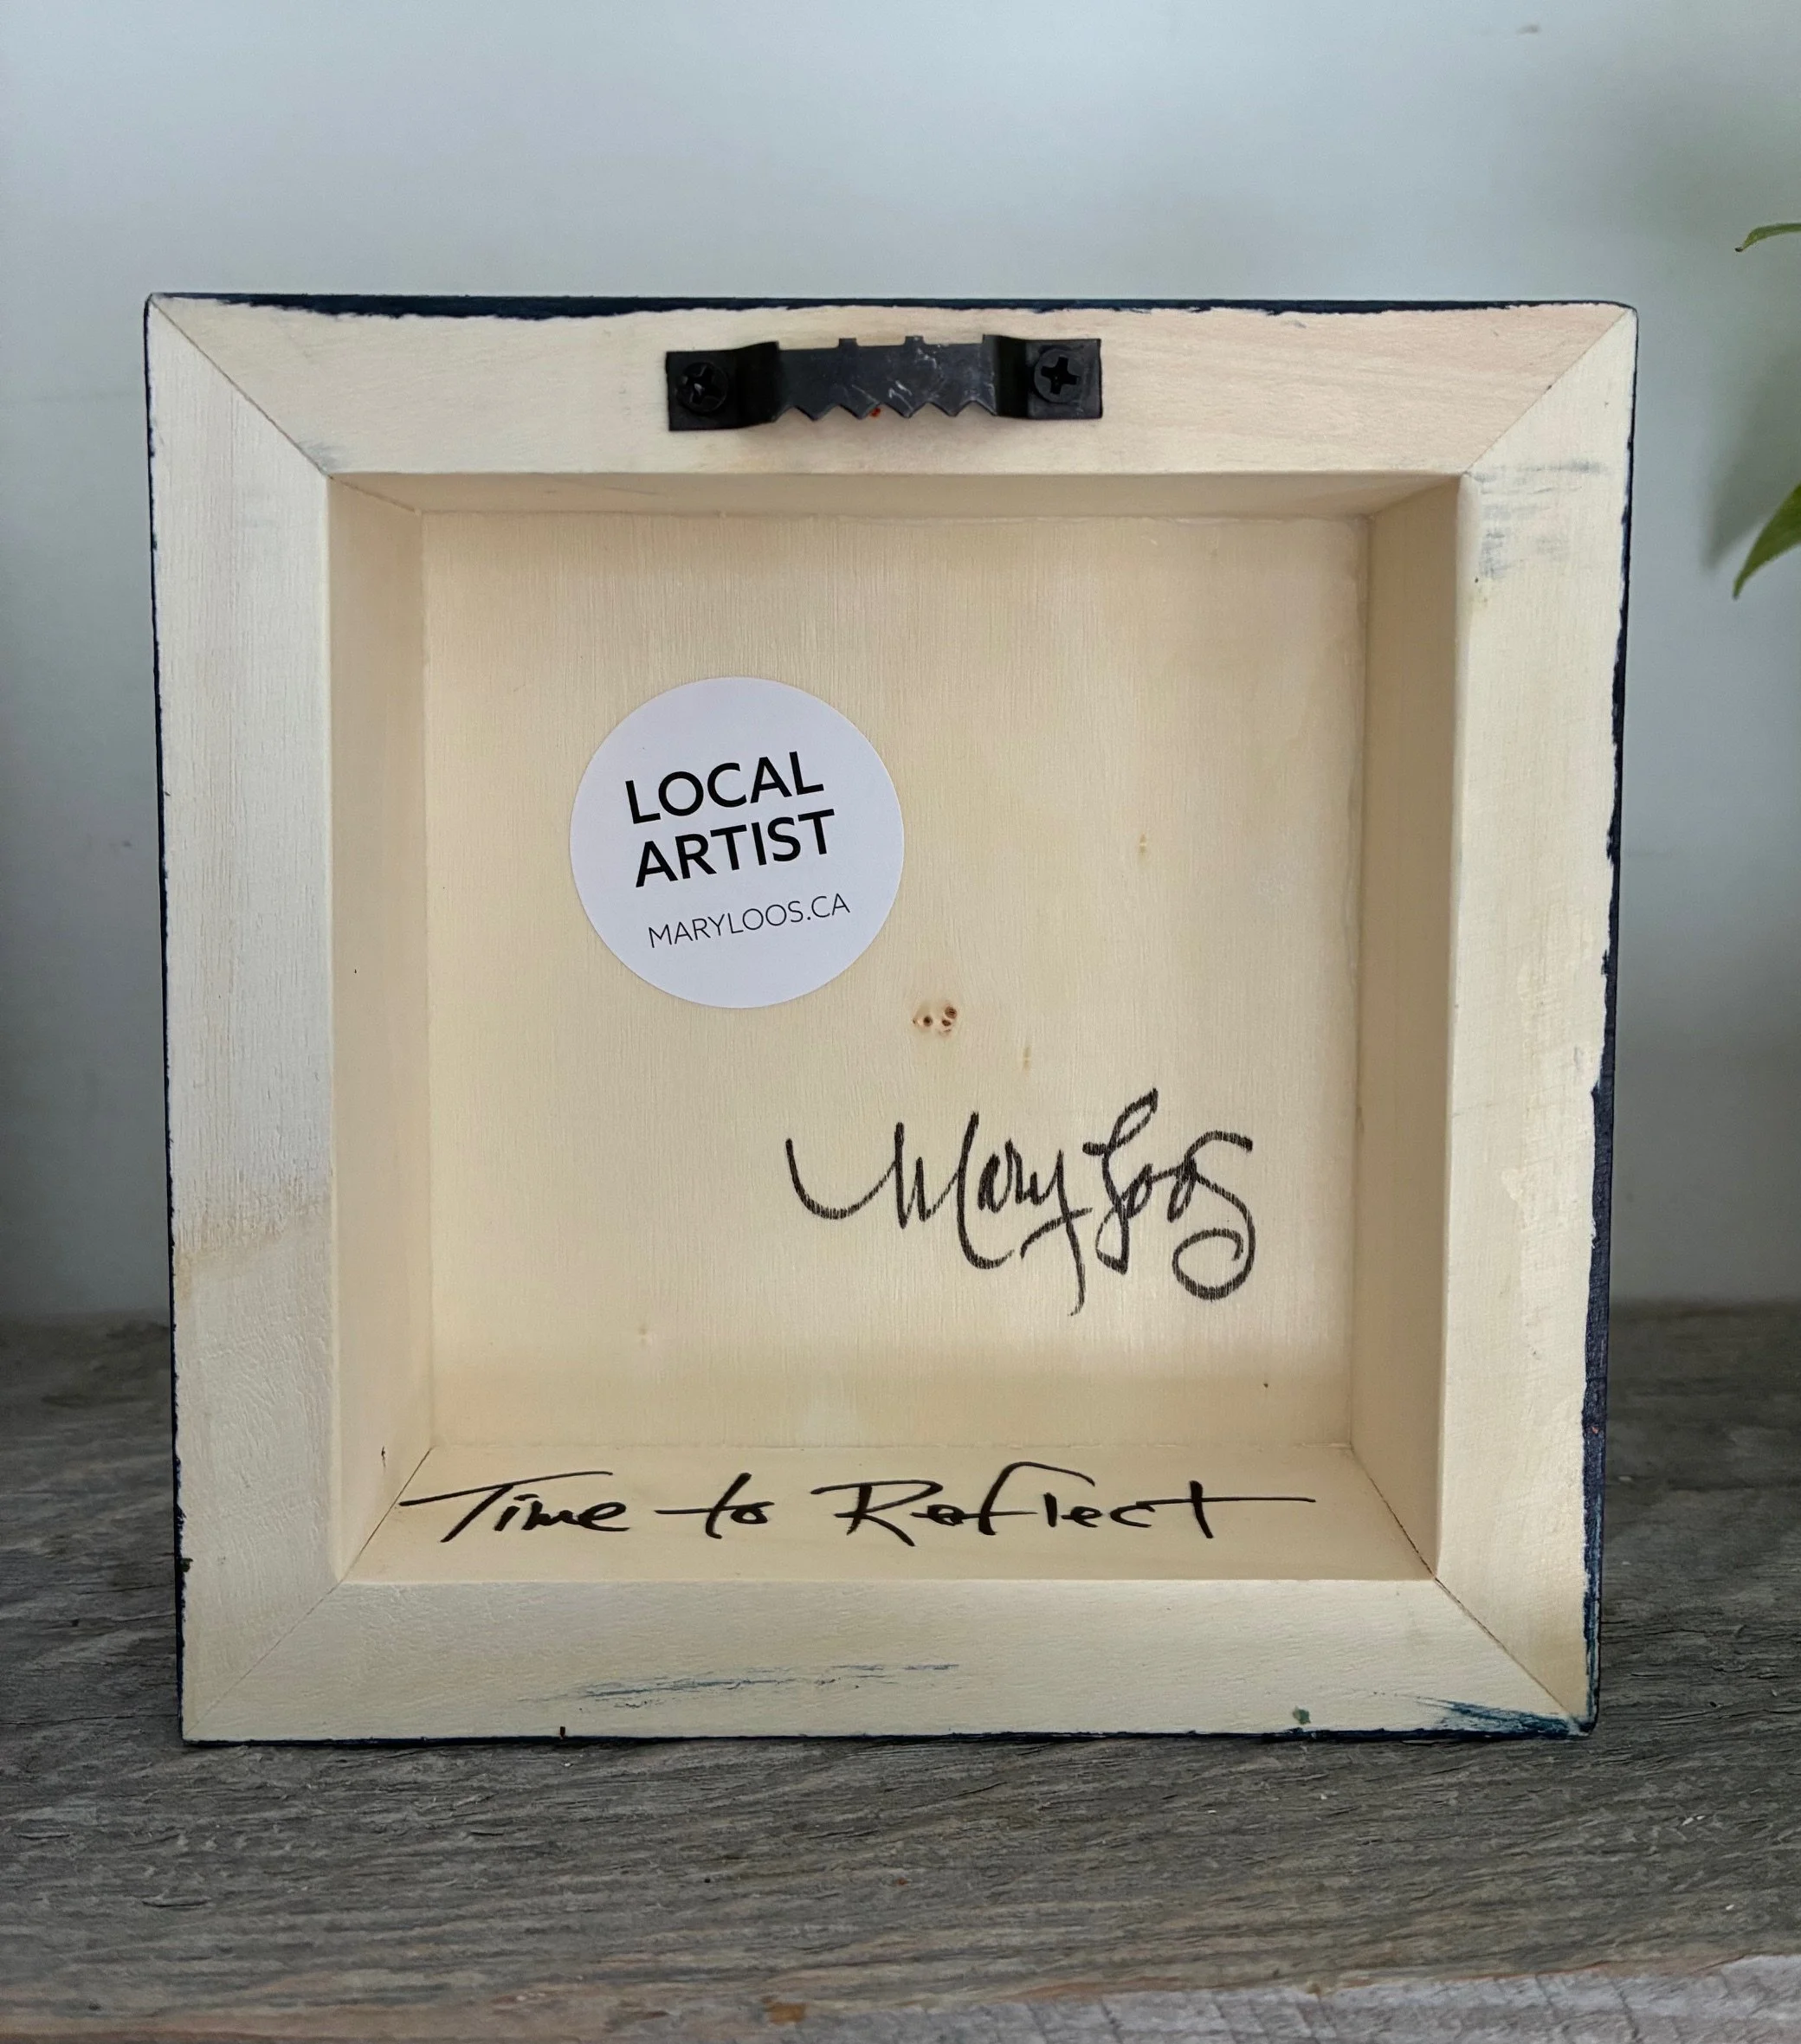 LOCAL
ARTIST
MARYLOOS.CA
Mary Loos
Time to Reflect